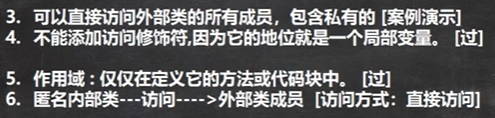 3. 可以直接访问外部类的所有成员，包含私有的 [案例演示]
4. 不能添加访问修饰符,因为它的地位就是一个局部变量。 [过]
5. 作用域 : 仅仅在定义它的方法或代码块中。 [过]
6. 匿名内部类---访问---->外部类成员 [访问方式：直接访问]